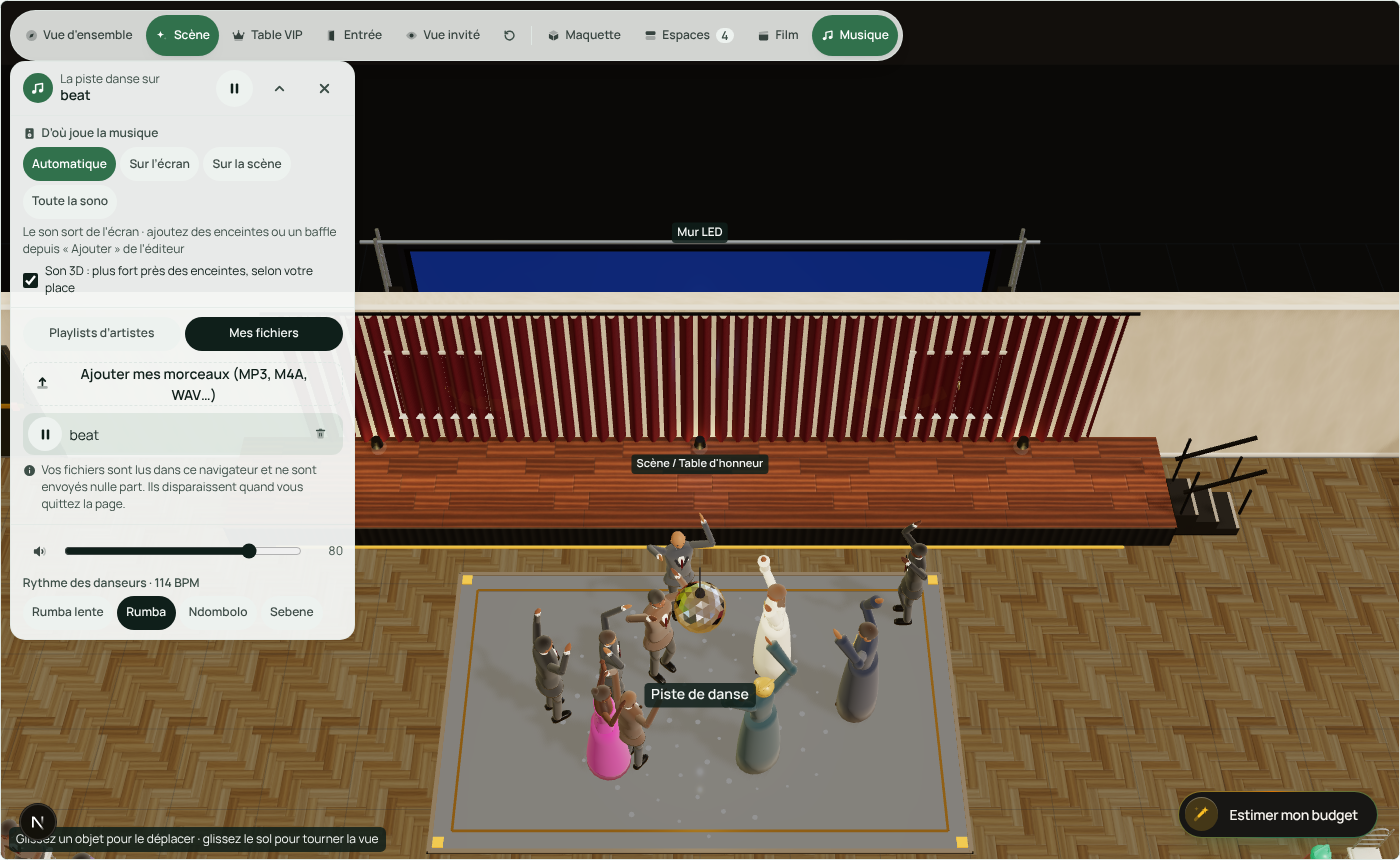 Vue d'ensemble
Scène
Table VIP
Entrée
Vue invité
Maquette
Espaces 4
Film
Musique
La piste danse sur
beat
D'où joue la musique
Automatique
Sur l'écran
Sur la scène
Toute la sono
Le son sort de l'écran · ajoutez des enceintes ou un baffle
depuis « Ajouter » de l'éditeur
Son 3D : plus fort près des enceintes, selon votre
place
Playlists d'artistes
Mes fichiers
Ajouter mes morceaux (MP3, M4A,
WAV…)
beat
Vos fichiers sont lus dans ce navigateur et ne sont
envoyés nulle part. Ils disparaissent quand vous
quittez la page.
80
Rythme des danseurs · 114 BPM
Rumba lente
Rumba
Ndombolo
Sebene
Mur LED
Scène / Table d'honneur
Piste de danse
N
Glissez un objet pour le déplacer · glissez le sol pour tourner la vue
Estimer mon budget